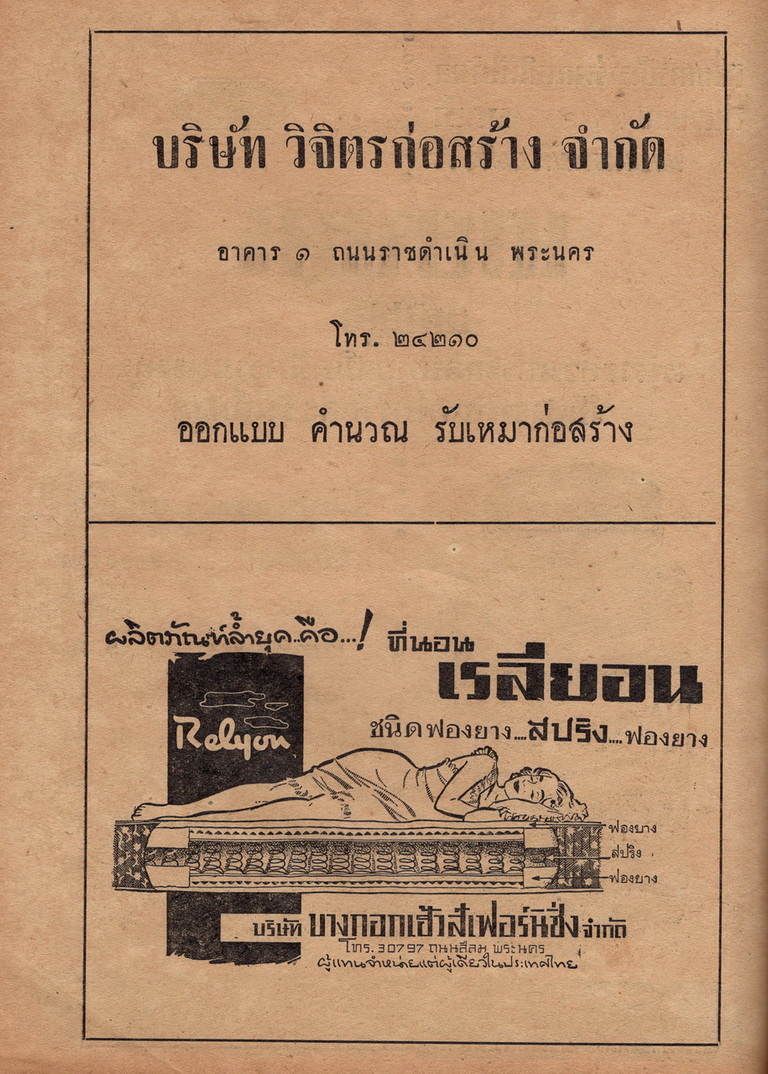 บริษัท วิจิตรก่อสร้าง จำกัด
อาคาร ๑ ถนนราชดำเนิน พระนคร
โทร. ๒๔๒๑๐
ออกแบบ คำนวณ รับเหมาก่อสร้าง
ผลิตภัณฑ์ล้ำยุค..คือ...! ที่นอน
เรลียอน
Relyon
ชนิดฟองยาง....สปริง....ฟองยาง
ฟองยาง
สปริง
ฟองยาง
บริษัท บางกอกเฮ้าส์เฟอร์นิชิ่ง จำกัด
โทร. 30797 ถนนสีลม พระนคร
ผู้แทนจำหน่ายแต่ผู้เดียวในประเทศไทย